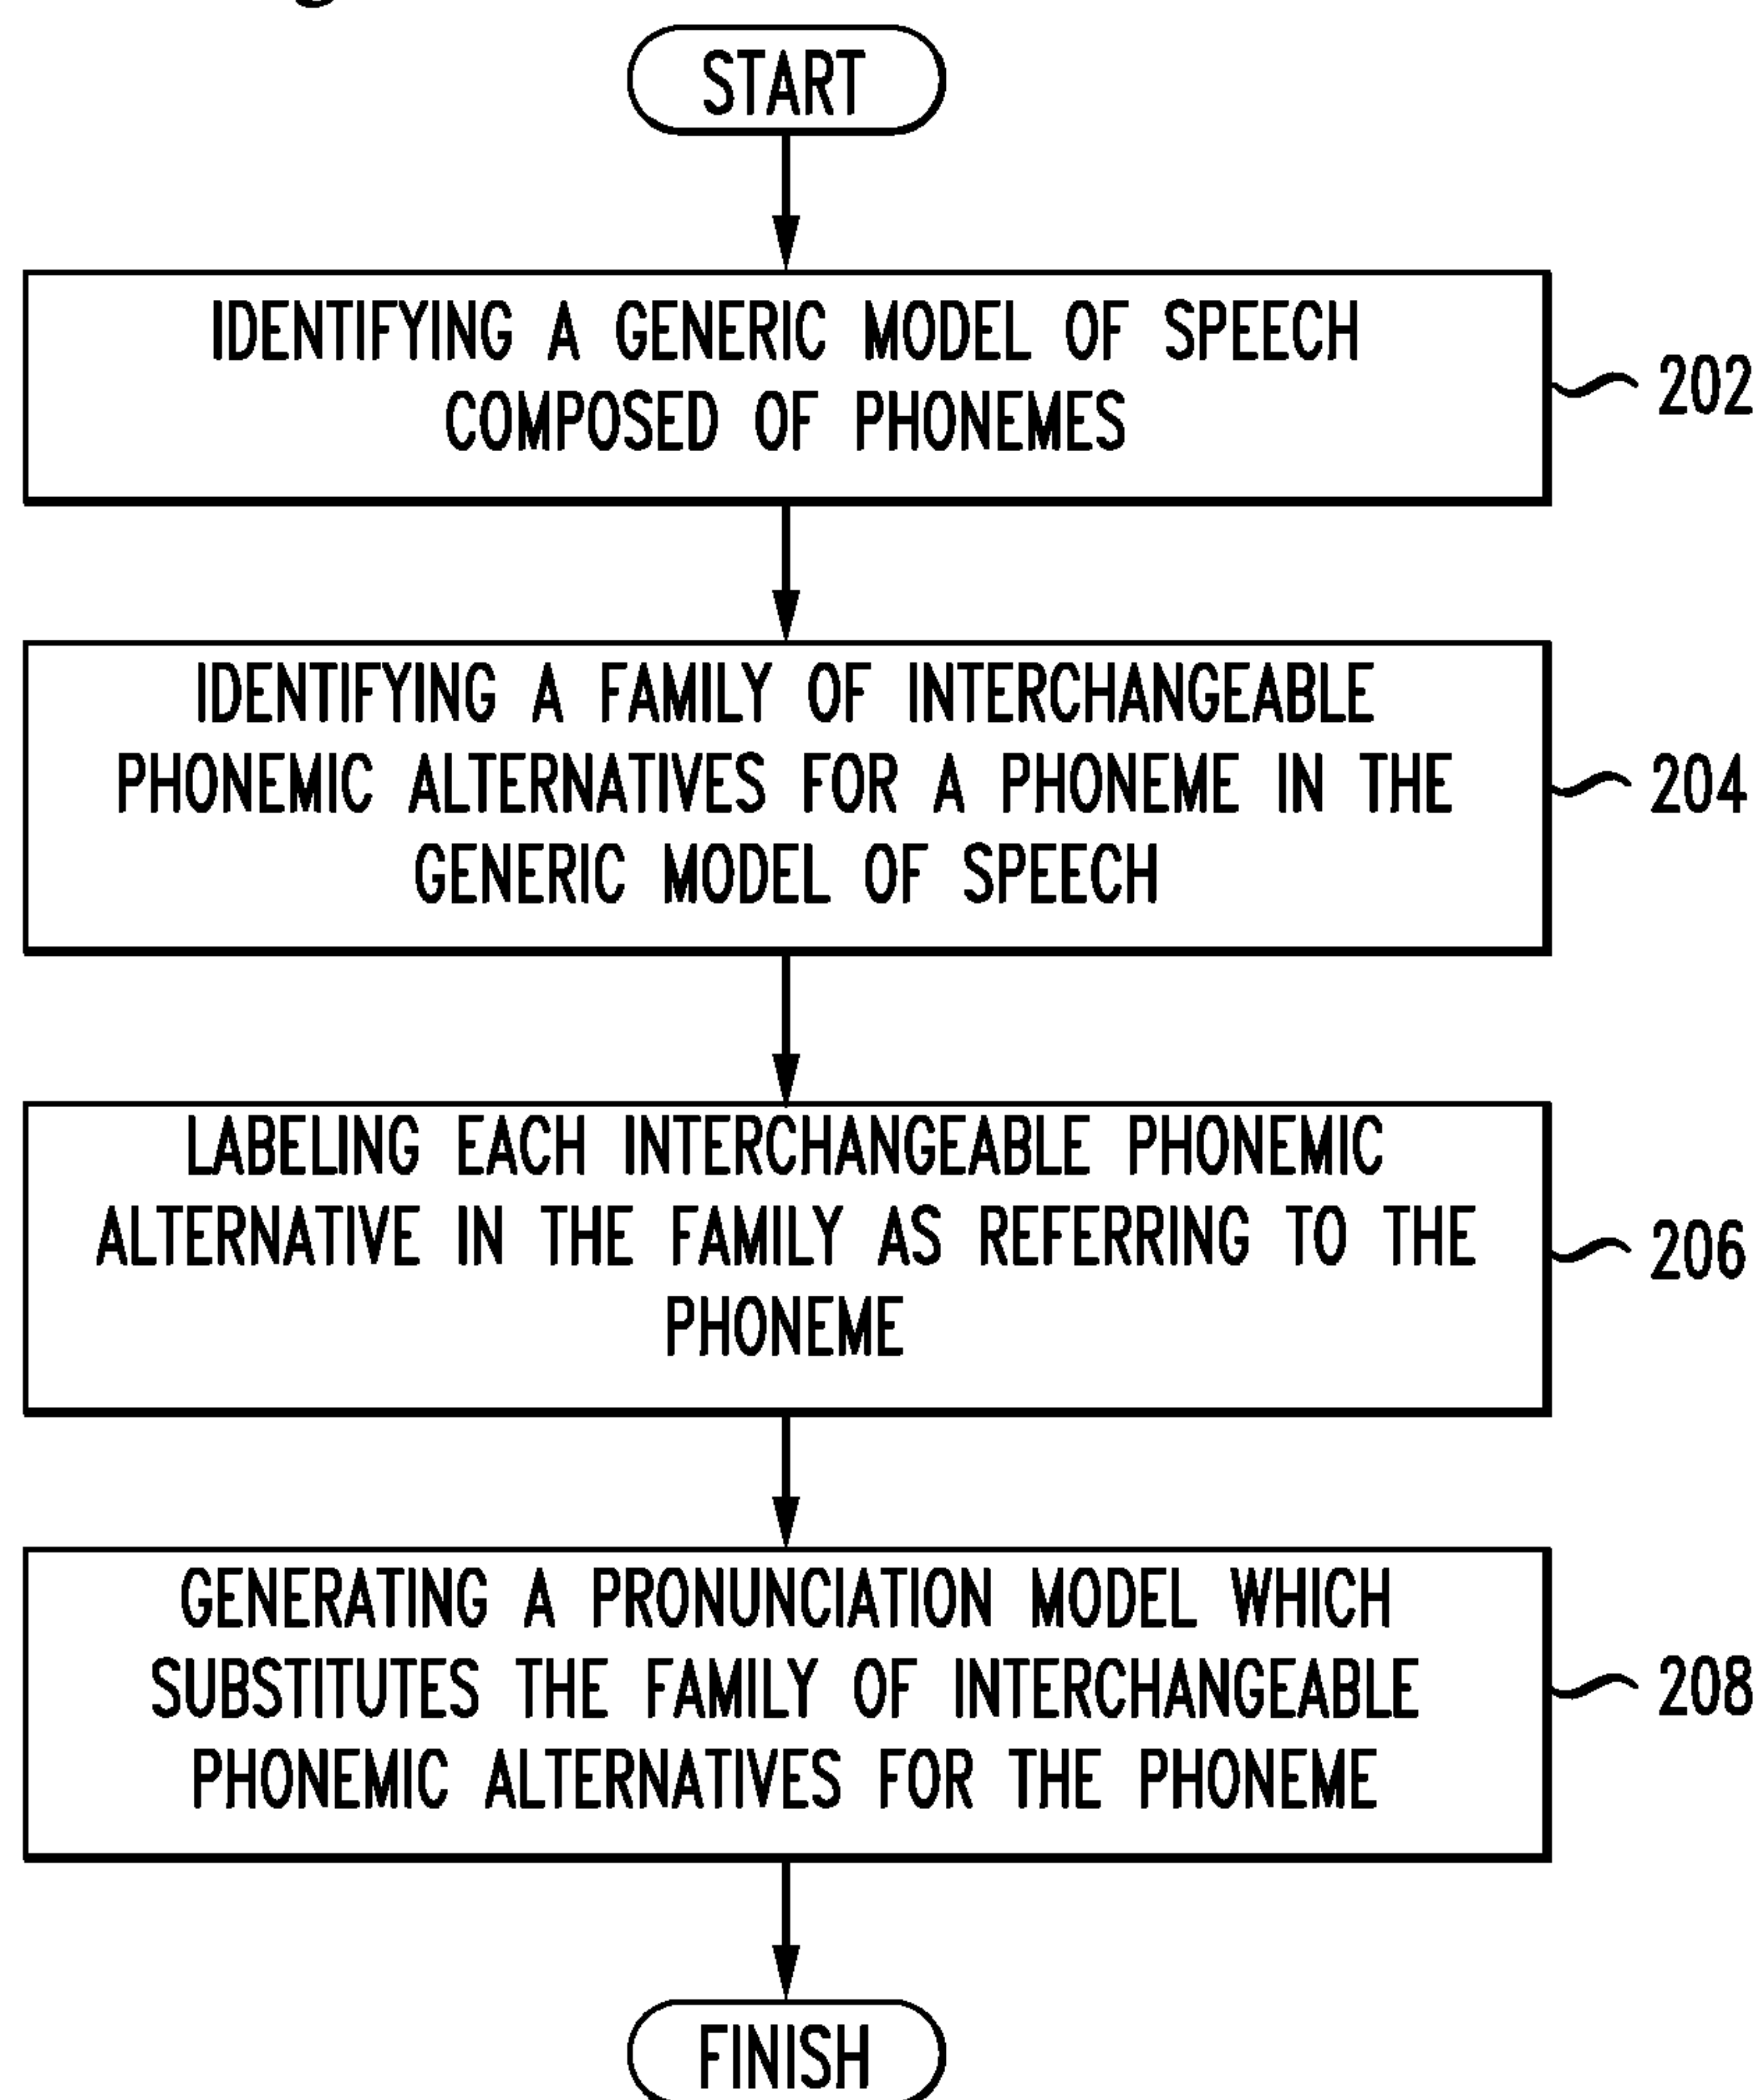 START
IDENTIFYING A GENERIC MODEL OF SPEECH
COMPOSED OF PHONEMES
202
IDENTIFYING A FAMILY OF INTERCHANGEABLE
PHONEMIC ALTERNATIVES FOR A PHONEME IN THE
GENERIC MODEL OF SPEECH
204
LABELING EACH INTERCHANGEABLE PHONEMIC
ALTERNATIVE IN THE FAMILY AS REFERRING TO THE
PHONEME
206
GENERATING A PRONUNCIATION MODEL WHICH
SUBSTITUTES THE FAMILY OF INTERCHANGEABLE
PHONEMIC ALTERNATIVES FOR THE PHONEME
208
FINISH